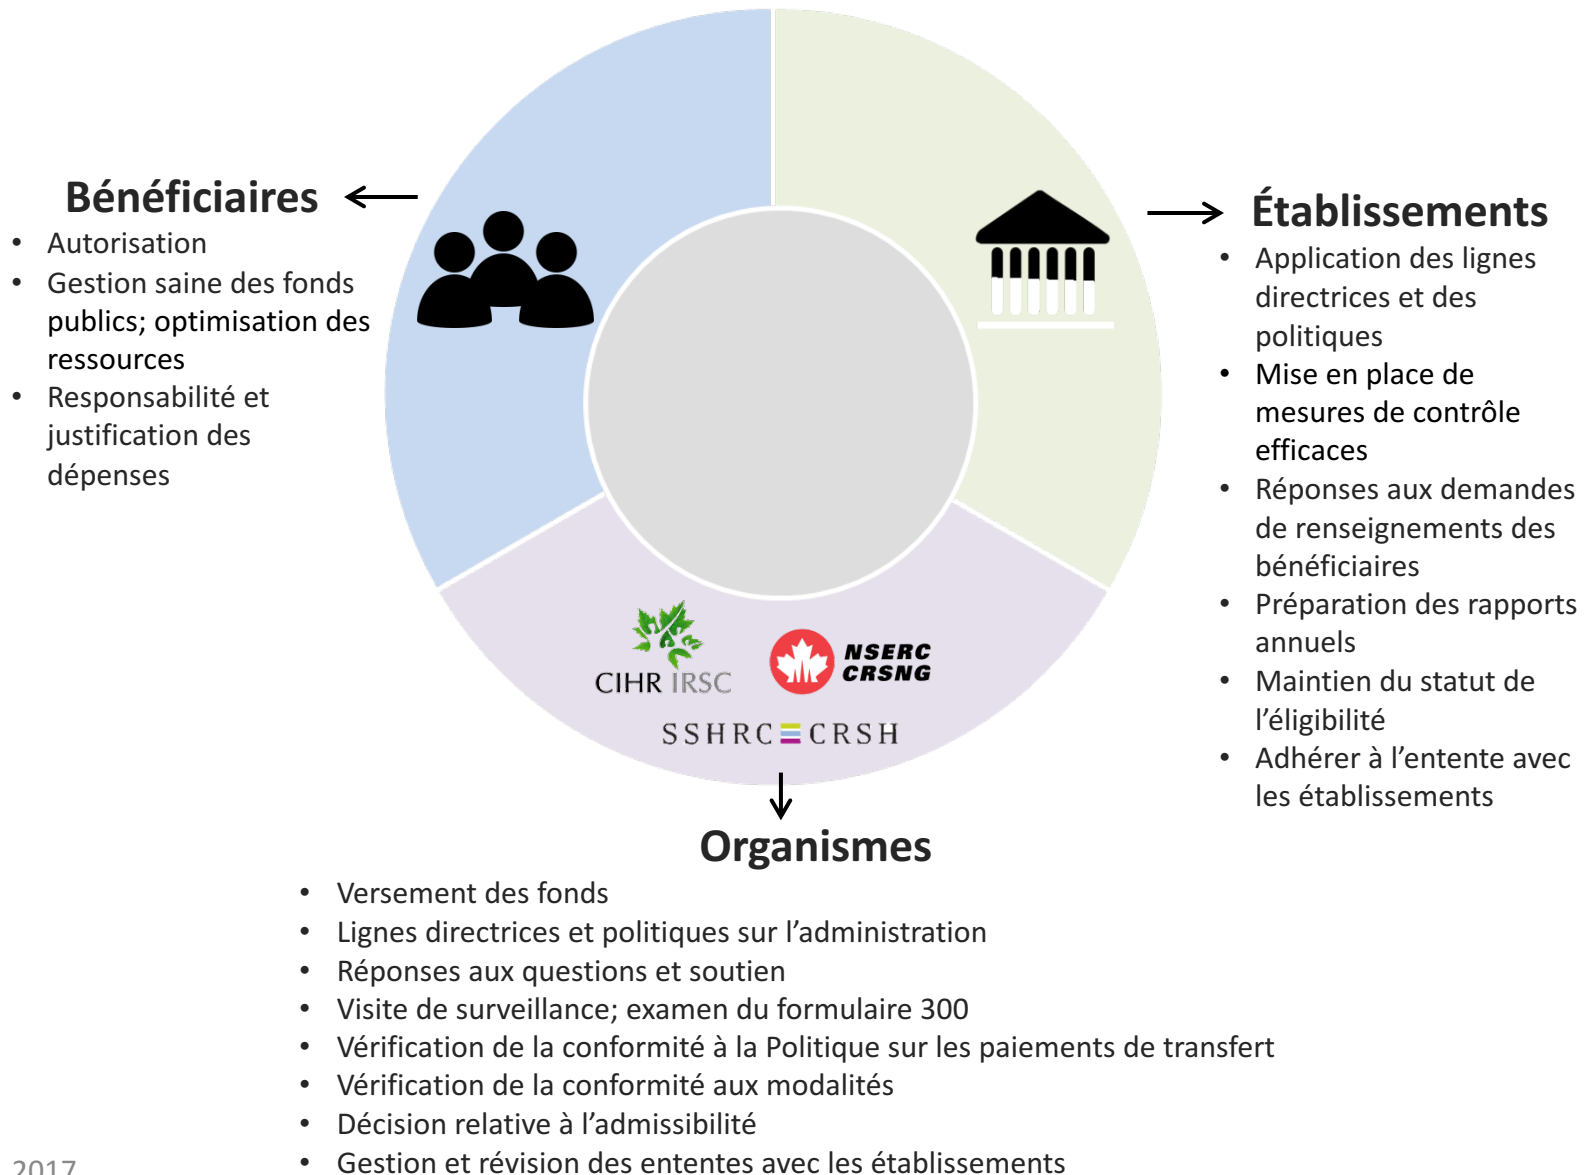 Bénéficiaires
• Autorisation
• Gestion saine des fonds
publics; optimisation des
ressources
• Responsabilité et
justification des
dépenses
Établissements
• Application des lignes
directrices et des
politiques
• Mise en place de
mesures de contrôle
efficaces
• Réponses aux demandes
de renseignements des
bénéficiaires
• Préparation des rapports
annuels
• Maintien du statut de
l’éligibilité
• Adhérer à l’entente avec
les établissements
CIHR IRSC
NSERC
CRSNG
SSHRC CRSH
Organismes
• Versement des fonds
• Lignes directrices et politiques sur l’administration
• Réponses aux questions et soutien
• Visite de surveillance; examen du formulaire 300
• Vérification de la conformité à la Politique sur les paiements de transfert
• Vérification de la conformité aux modalités
• Décision relative à l’admissibilité
• Gestion et révision des ententes avec les établissements
2017